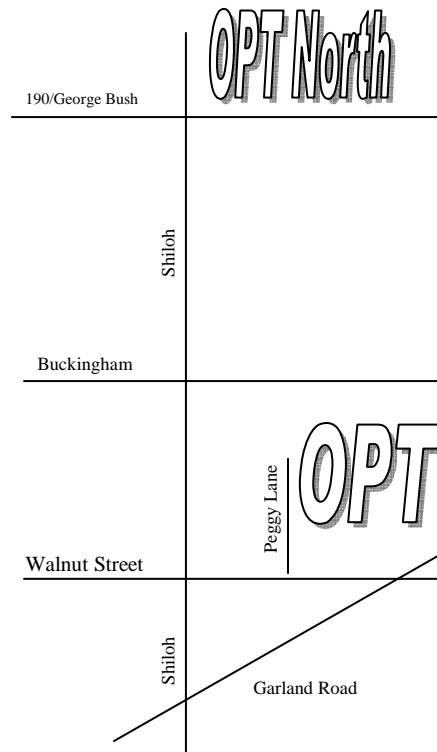 OPT North
190/George Bush
Shiloh
Buckingham
OPT
Peggy Lane
Walnut Street
Shiloh
Garland Road